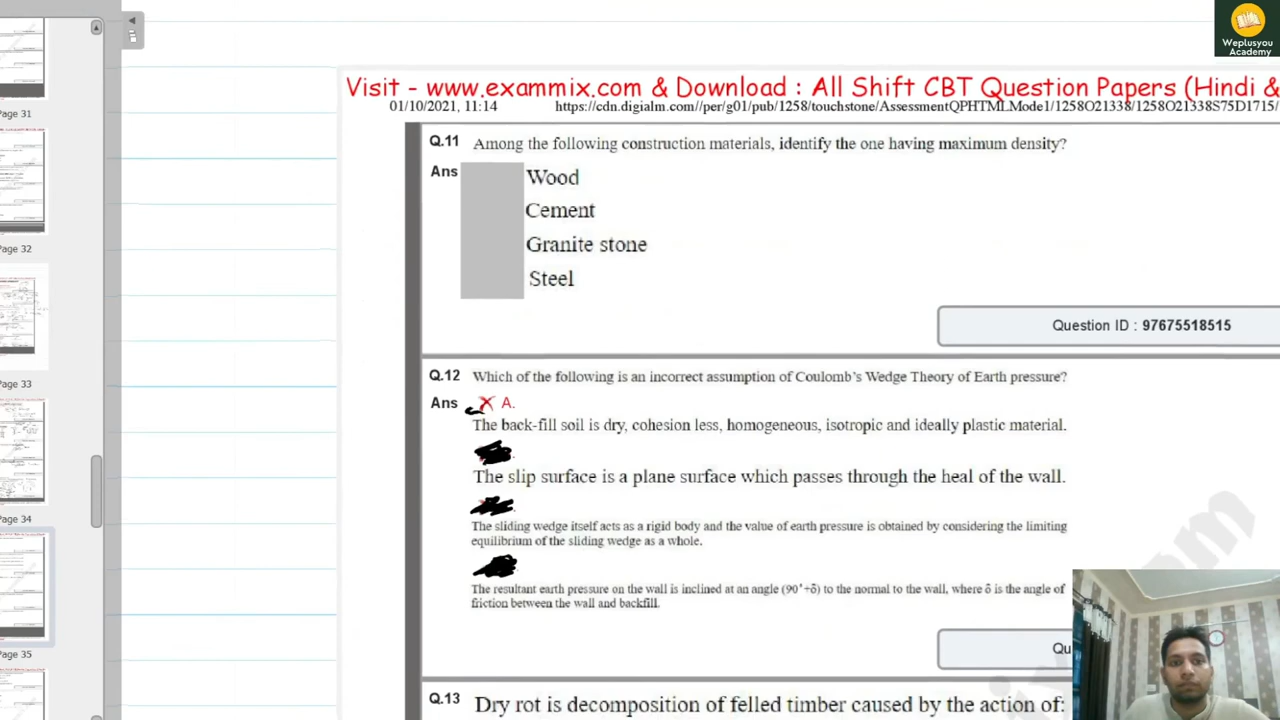 Weplusyou
Academy
Page 31
Page 32
Page 33
Page 34
Page 35
Visit - www.exammix.com & Download : All Shift CBT Question Papers (Hindi &
01/10/2021, 11:14 https://cdn.digialm.com//per/g01/pub/1258/touchstone/AssessmentQPHTMLMode1/1258O21338/1258O21338S75D1715/
Q.11 Among the following construction materials, identify the one having maximum density?
Ans Wood
Cement
Granite stone
Steel
Question ID : 97675518515
Q.12 Which of the following is an incorrect assumption of Coulomb's Wedge Theory of Earth pressure?
Ans X A.
The back-fill soil is dry, cohesion less, homogeneous, isotropic and ideally plastic material.
The slip surface is a plane surface which passes through the heal of the wall.
The sliding wedge itself acts as a rigid body and the value of earth pressure is obtained by considering the limiting
equilibrium of the sliding wedge as a whole.
The resultant earth pressure on the wall is inclined at an angle (90°+δ) to the normal to the wall, where δ is the angle of
friction between the wall and backfill.
Qu
Q.13 Dry rot is decomposition of felled timber caused by the action of: